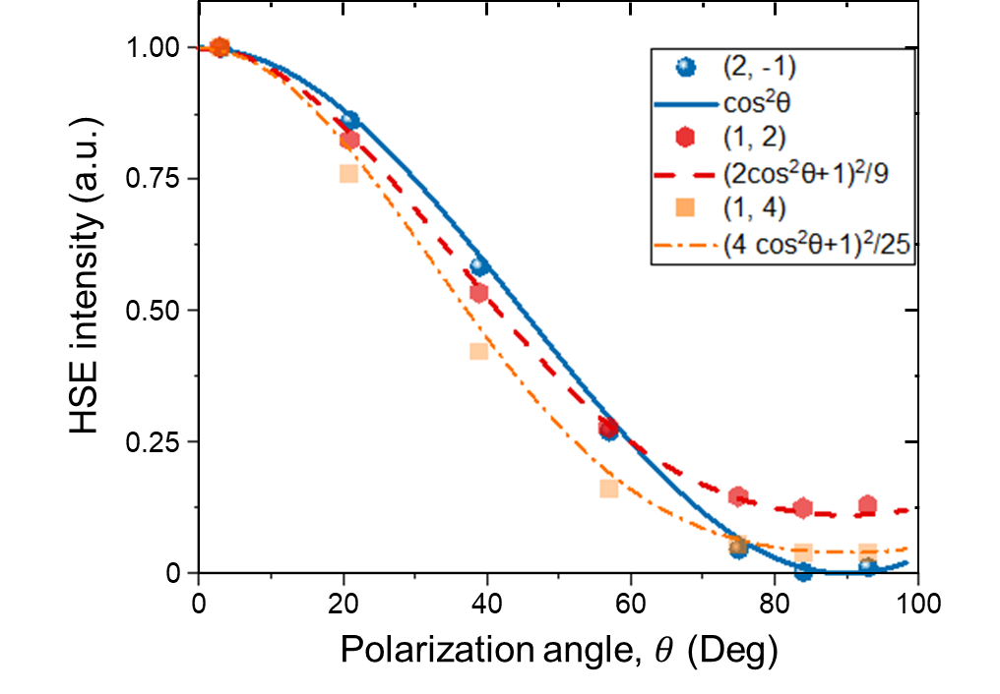 HSE intensity (a.u.)
1.00
0.75
0.50
0.25
0
(2, -1)
cos²θ
(1, 2)
(2cos²θ+1)²/9
(1, 4)
(4 cos²θ+1)²/25
0 20 40 60 80 100
Polarization angle, θ (Deg)